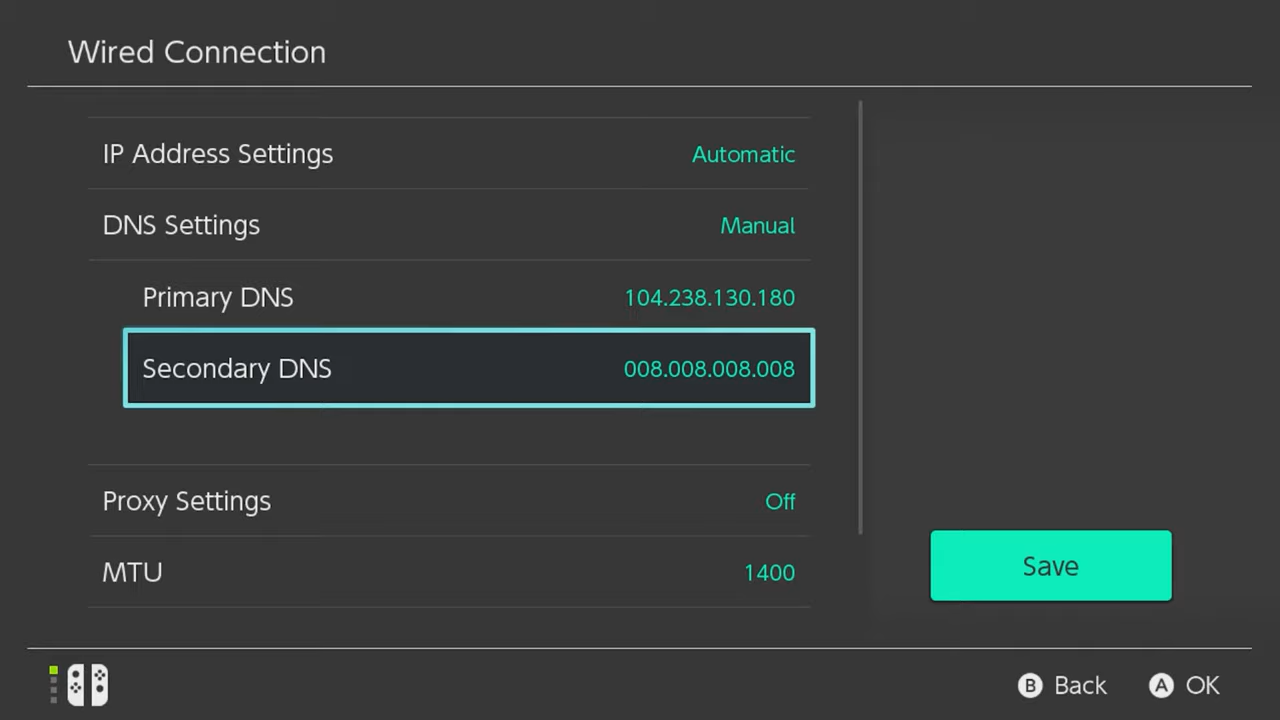 Wired Connection
IP Address Settings Automatic
DNS Settings Manual
Primary DNS 104.238.130.180
Secondary DNS 008.008.008.008
Proxy Settings Off
MTU 1400
Save
B Back A OK